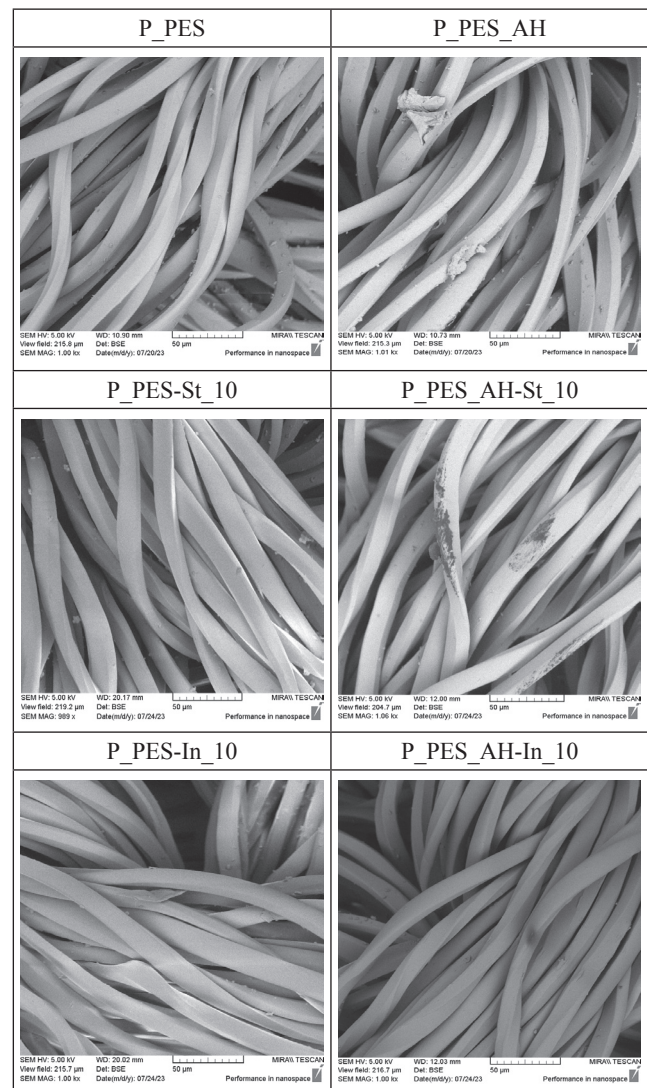 P_PES
P_PES_AH
SEM HV: 5.00 kV WD: 10.90 mm MIRA\\ TESCAN
View field: 215.8 µm Det: BSE 50 µm
SEM MAG: 1.00 kx Date(m/d/y): 07/20/23 Performance in nanospace
SEM HV: 5.00 kV WD: 10.73 mm MIRA\\ TESCAN
View field: 215.3 µm Det: BSE 50 µm
SEM MAG: 1.01 kx Date(m/d/y): 07/20/23 Performance in nanospace
P_PES-St_10
P_PES_AH-St_10
SEM HV: 5.00 kV WD: 20.17 mm MIRA\\ TESCAN
View field: 219.2 µm Det: BSE 50 µm
SEM MAG: 989 x Date(m/d/y): 07/24/23 Performance in nanospace
SEM HV: 5.00 kV WD: 12.00 mm MIRA\\ TESCAN
View field: 204.7 µm Det: BSE 50 µm
SEM MAG: 1.06 kx Date(m/d/y): 07/24/23 Performance in nanospace
P_PES-In_10
P_PES_AH-In_10
SEM HV: 5.00 kV WD: 20.02 mm MIRA\\ TESCAN
View field: 215.7 µm Det: BSE 50 µm
SEM MAG: 1.00 kx Date(m/d/y): 07/24/23 Performance in nanospace
SEM HV: 5.00 kV WD: 12.03 mm MIRA\\ TESCAN
View field: 216.7 µm Det: BSE 50 µm
SEM MAG: 1.00 kx Date(m/d/y): 07/24/23 Performance in nanospace